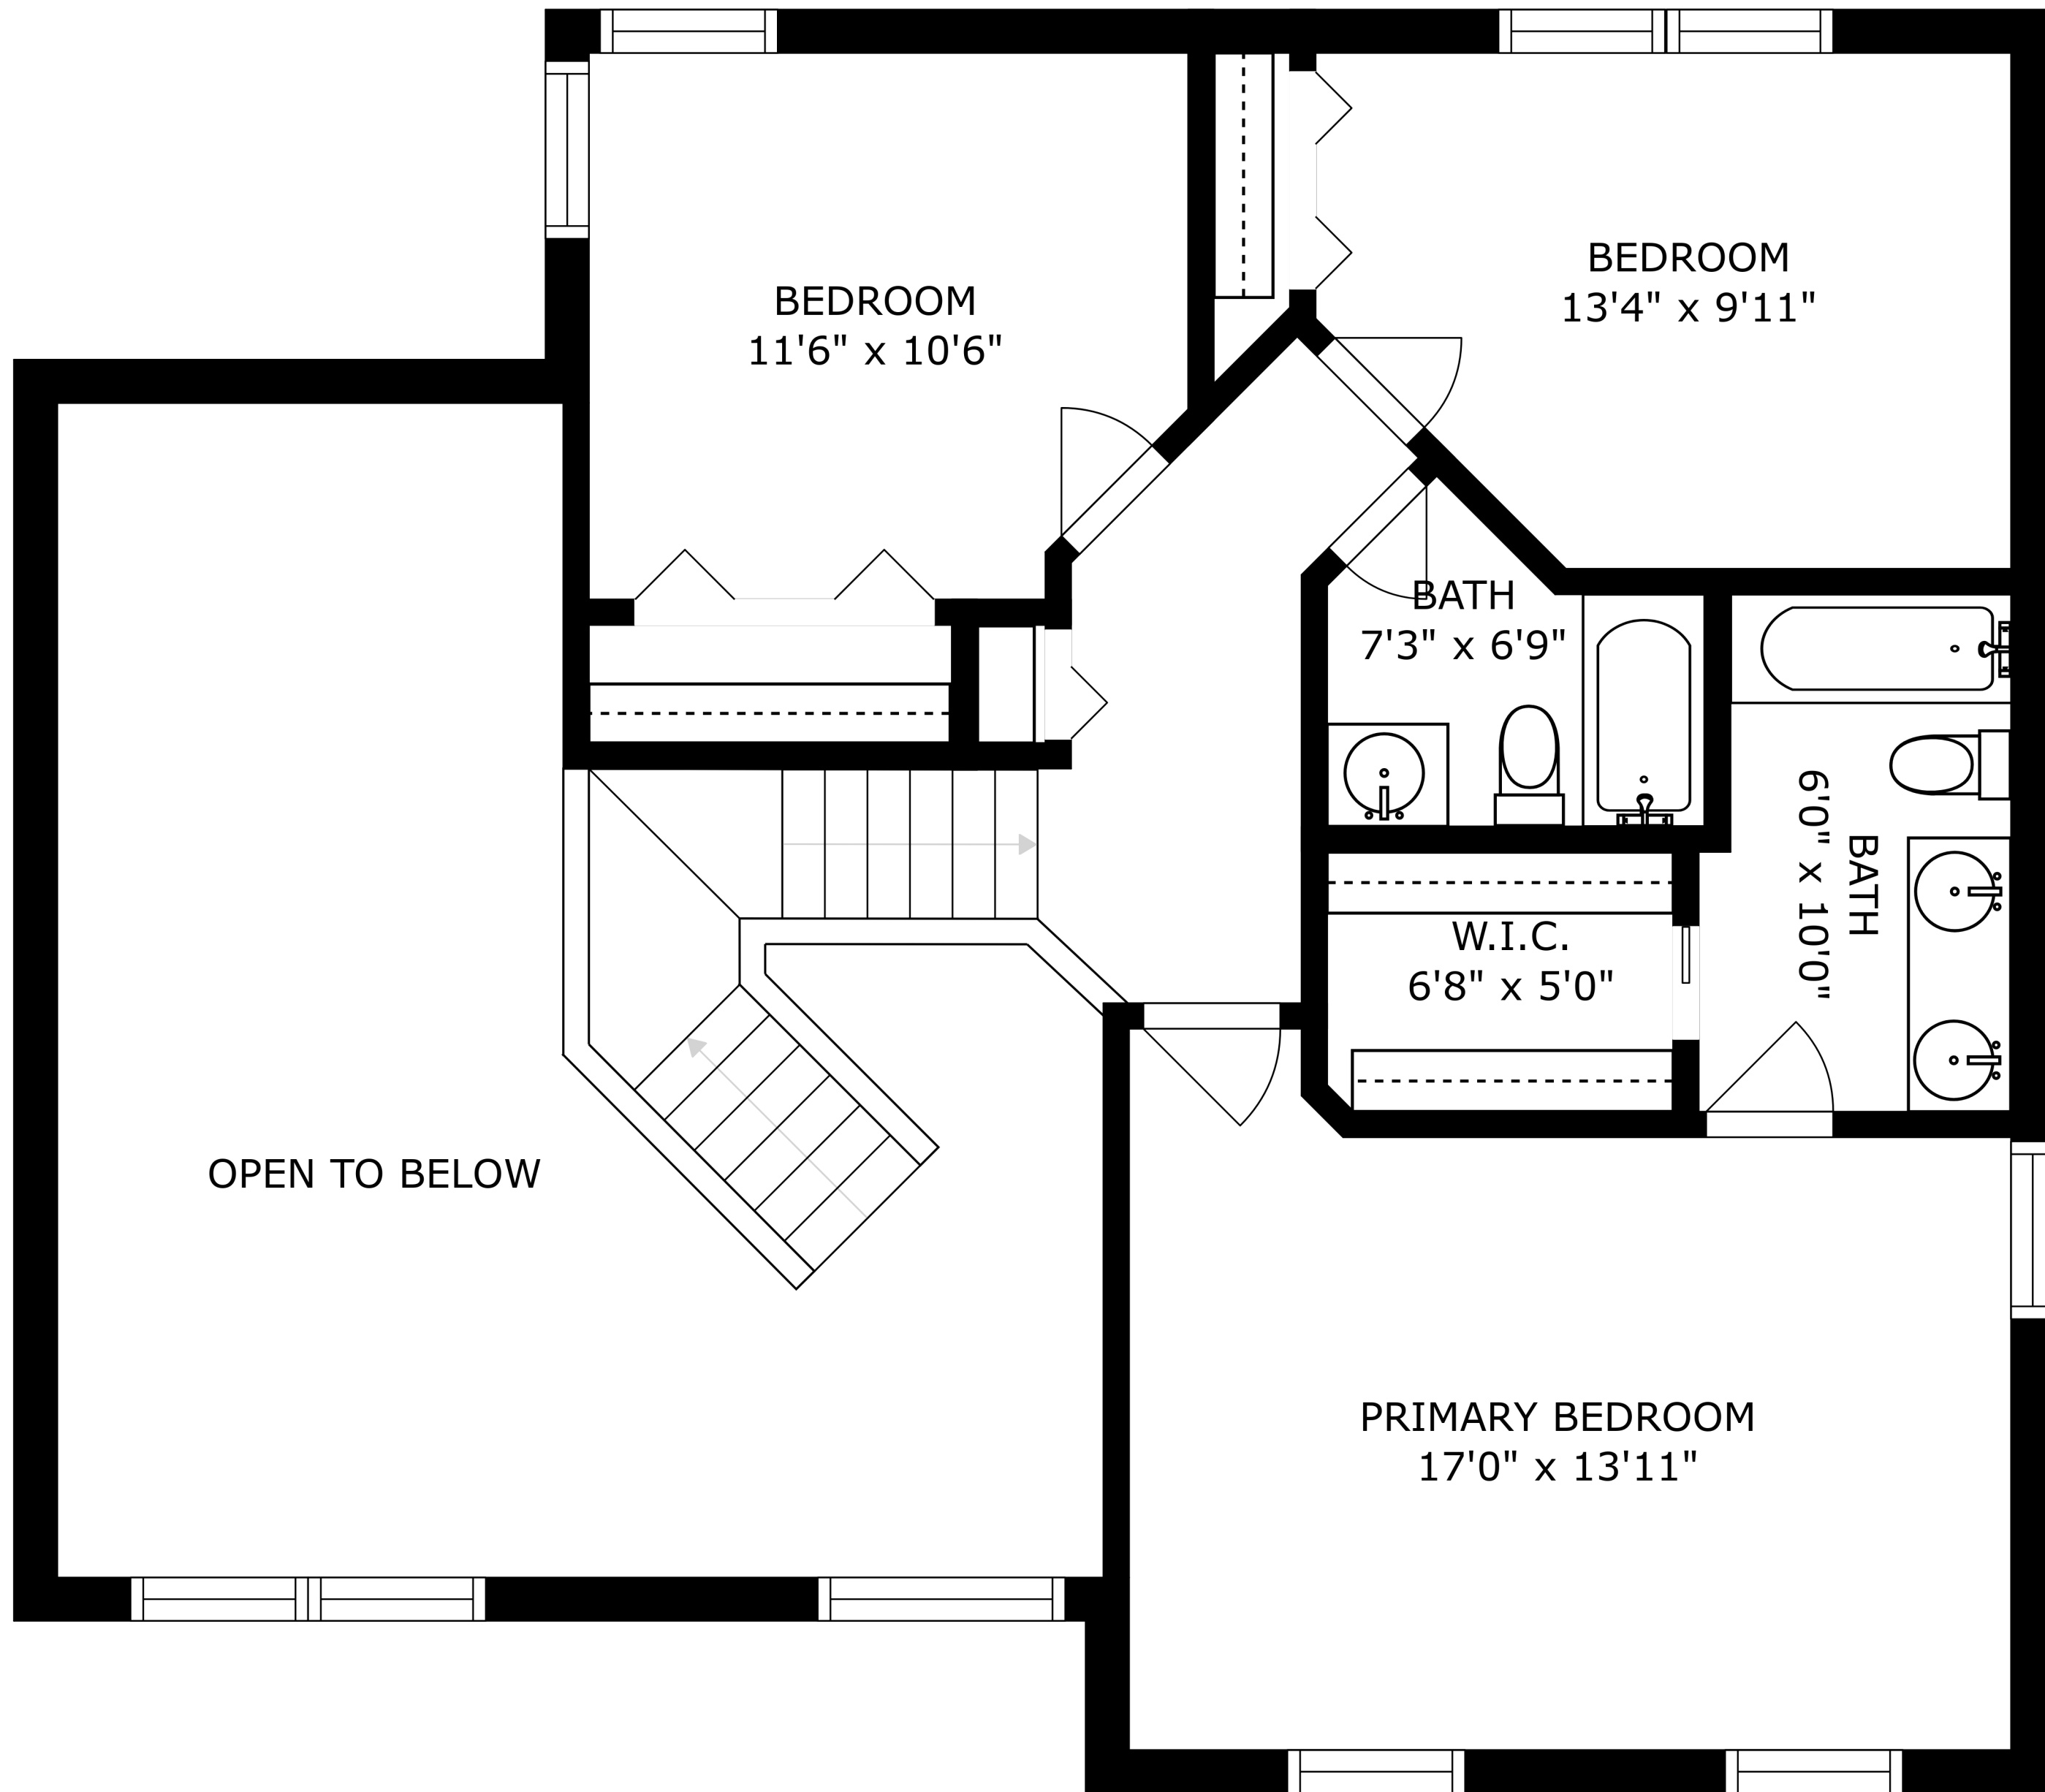 BEDROOM
11'6" x 10'6"
BEDROOM
13'4" x 9'11"
BATH
7'3" x 6'9"
BATH
6'0" x 10'0"
W.I.C.
6'8" x 5'0"
OPEN TO BELOW
PRIMARY BEDROOM
17'0" x 13'11"